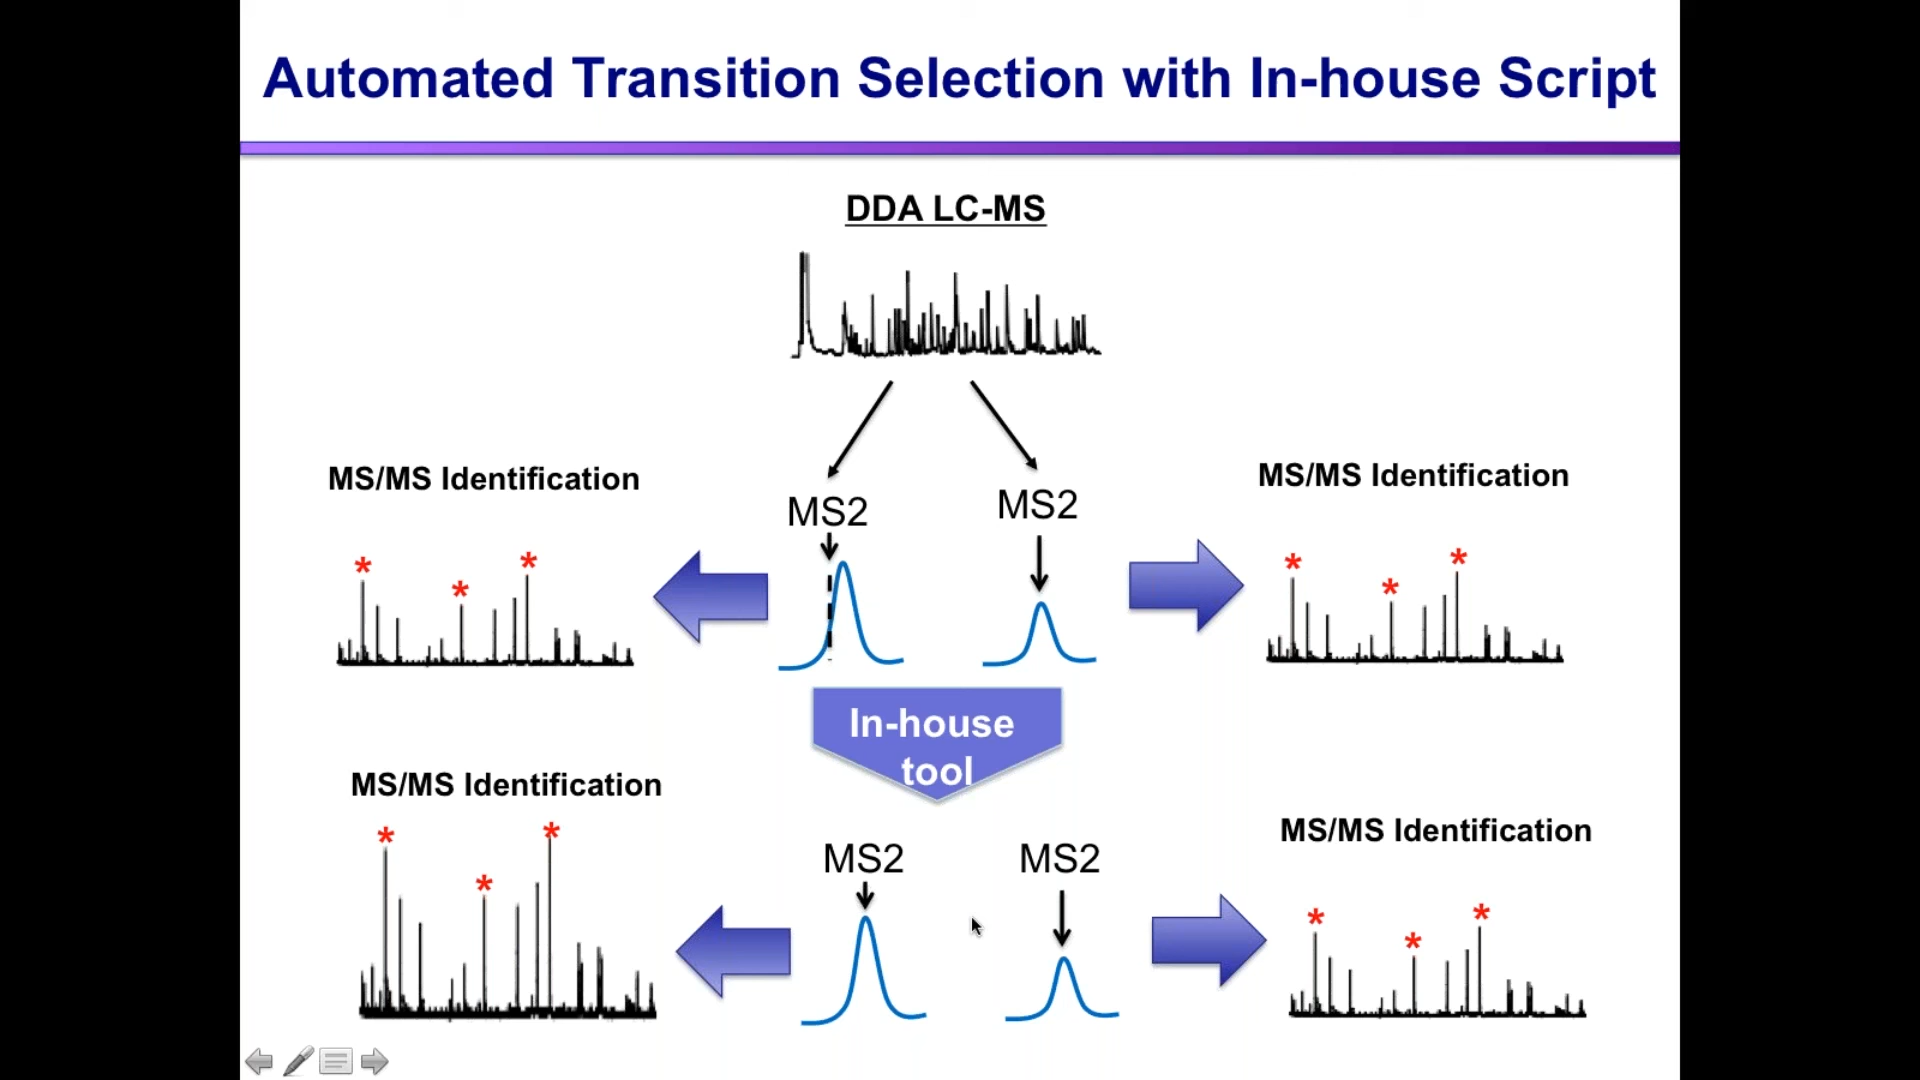 Automated Transition Selection with In-house Script
DDA LC-MS
MS/MS Identification
MS/MS Identification
MS2
MS2
* * *
* * *
In-house
tool
MS/MS Identification
MS/MS Identification
MS2
MS2
* * *
* * *